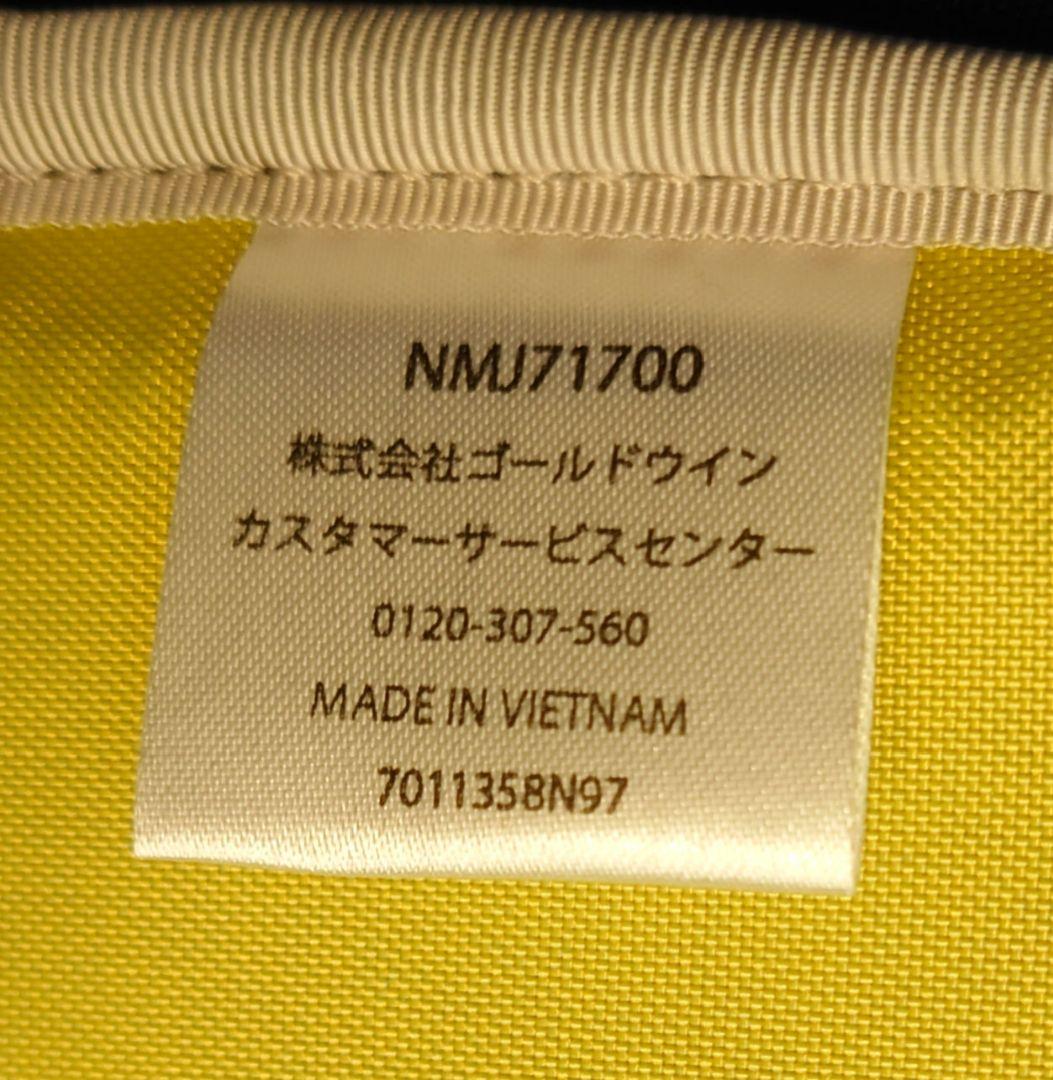 NMJ71700
株式会社ゴールドウイン
カスタマーサービスセンター
0120-307-560
MADE IN VIETNAM
7011358N97